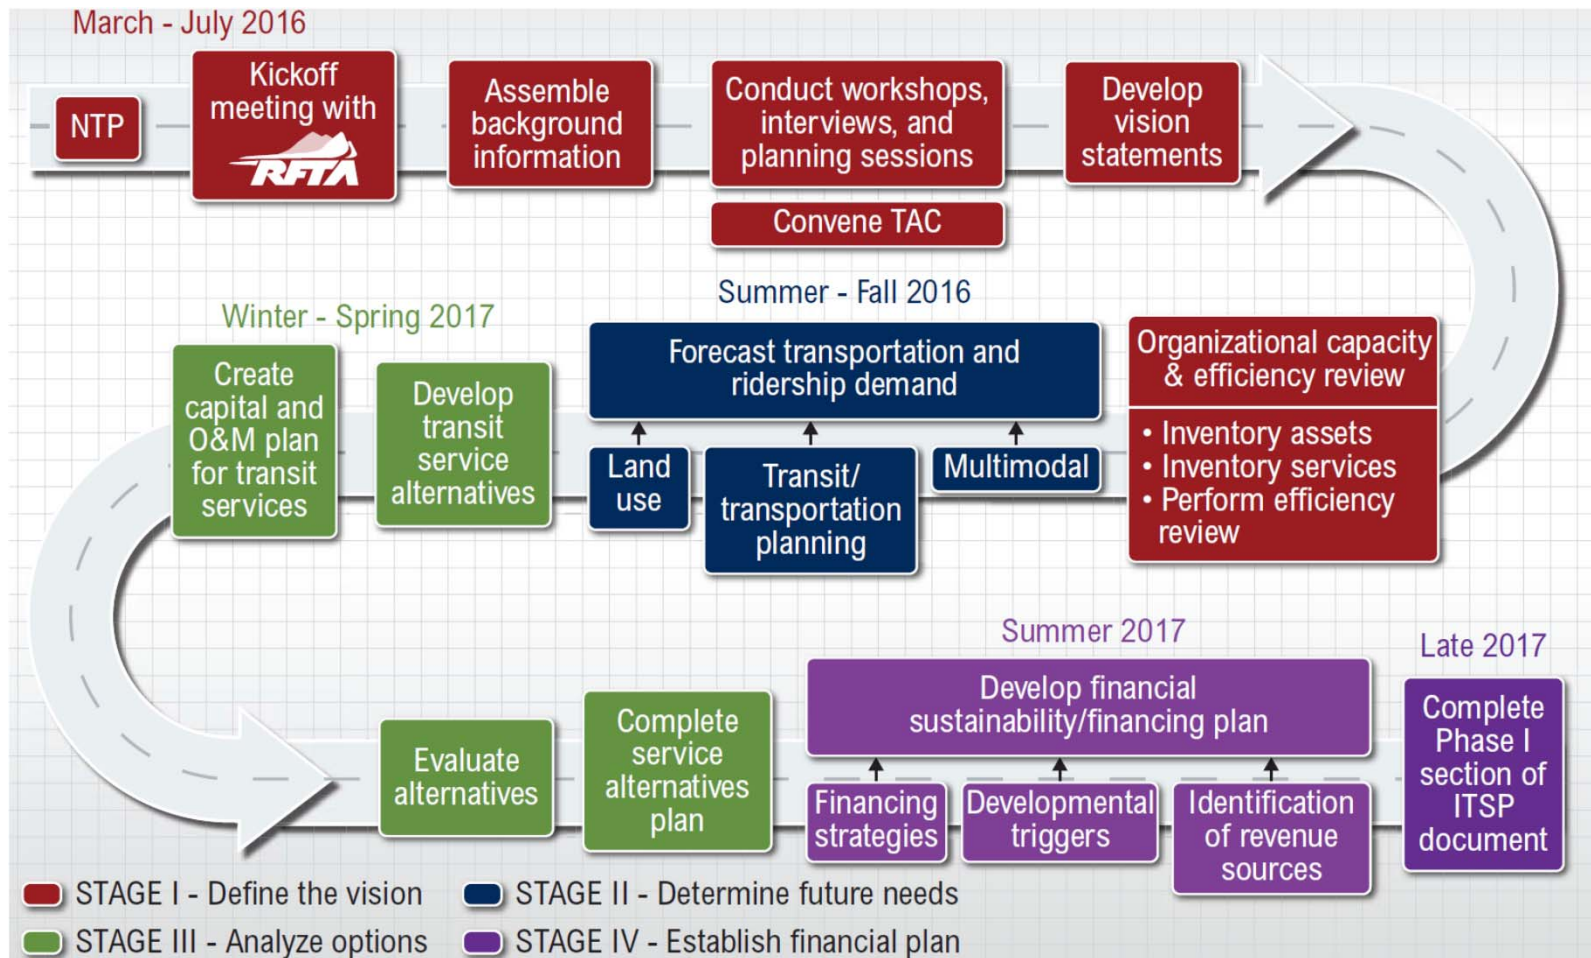 March - July 2016
NTP
Kickoff
meeting with
RFTA
Assemble
background
information
Conduct workshops,
interviews, and
planning sessions
Convene TAC
Develop
vision
statements
Organizational capacity
& efficiency review
• Inventory assets
• Inventory services
• Perform efficiency
review
Summer - Fall 2016
Forecast transportation and
ridership demand
Land
use
Transit/
transportation
planning
Multimodal
Winter - Spring 2017
Develop
transit
service
alternatives
Create
capital and
O&M plan
for transit
services
Evaluate
alternatives
Complete
service
alternatives
plan
Summer 2017
Develop financial
sustainability/financing plan
Financing
strategies
Developmental
triggers
Identification
of revenue
sources
Late 2017
Complete
Phase I
section of
ITSP
document
STAGE I - Define the vision
STAGE II - Determine future needs
STAGE III - Analyze options
STAGE IV - Establish financial plan